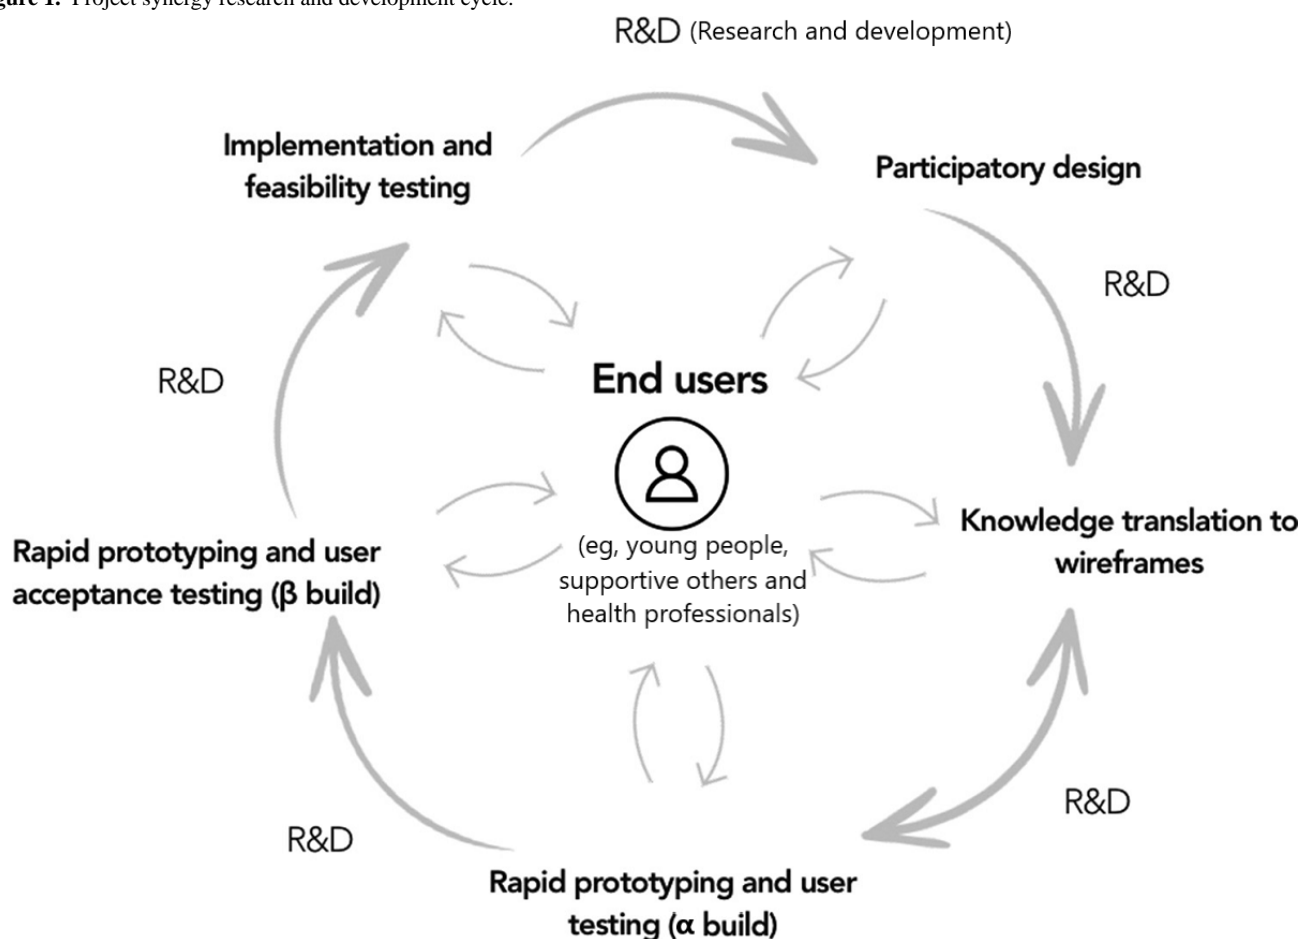 Figure 1. Project synergy research and development cycle.
R&D (Research and development)
Implementation and
feasibility testing
Participatory design
R&D
R&D
End users
(eg, young people,
supportive others and
health professionals)
Knowledge translation to
wireframes
Rapid prototyping and user
acceptance testing (β build)
R&D
R&D
Rapid prototyping and user
testing (α build)